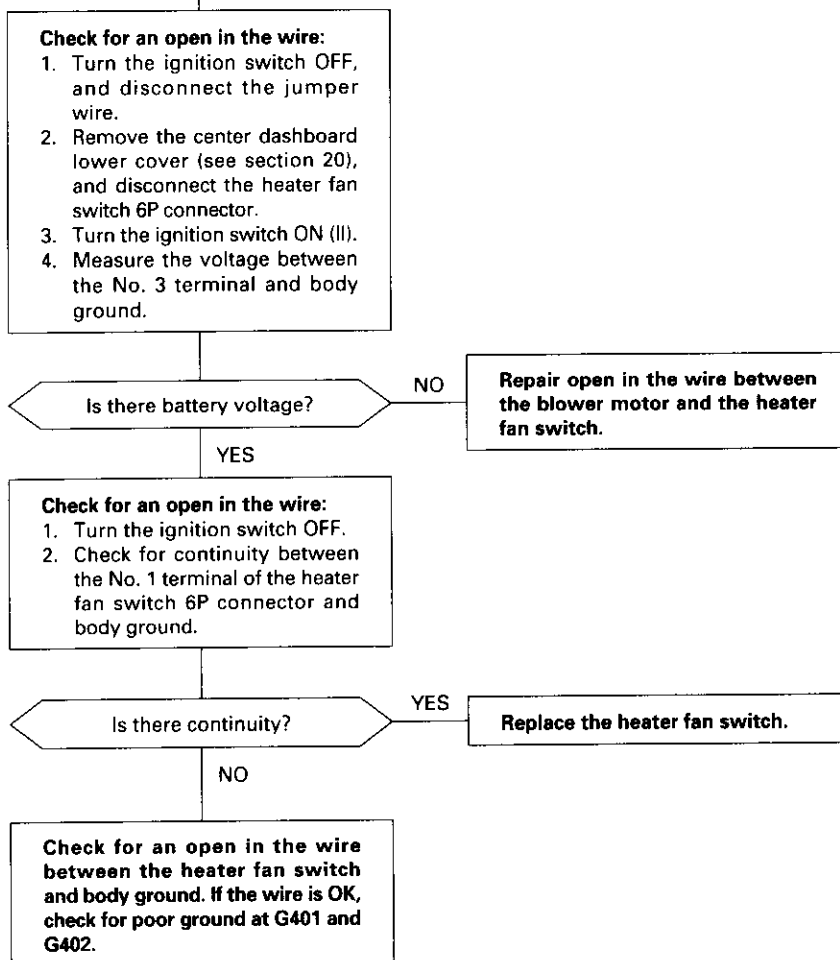 Check for an open in the wire:
1. Turn the ignition switch OFF,
and disconnect the jumper
wire.
2. Remove the center dashboard
lower cover (see section 20),
and disconnect the heater fan
switch 6P connector.
3. Turn the ignition switch ON (II).
4. Measure the voltage between
the No. 3 terminal and body
ground.
Is there battery voltage?
NO
Repair open in the wire between
the blower motor and the heater
fan switch.
YES
Check for an open in the wire:
1. Turn the ignition switch OFF.
2. Check for continuity between
the No. 1 terminal of the heater
fan switch 6P connector and
body ground.
Is there continuity?
YES
Replace the heater fan switch.
NO
Check for an open in the wire
between the heater fan switch
and body ground. If the wire is OK,
check for poor ground at G401 and
G402.